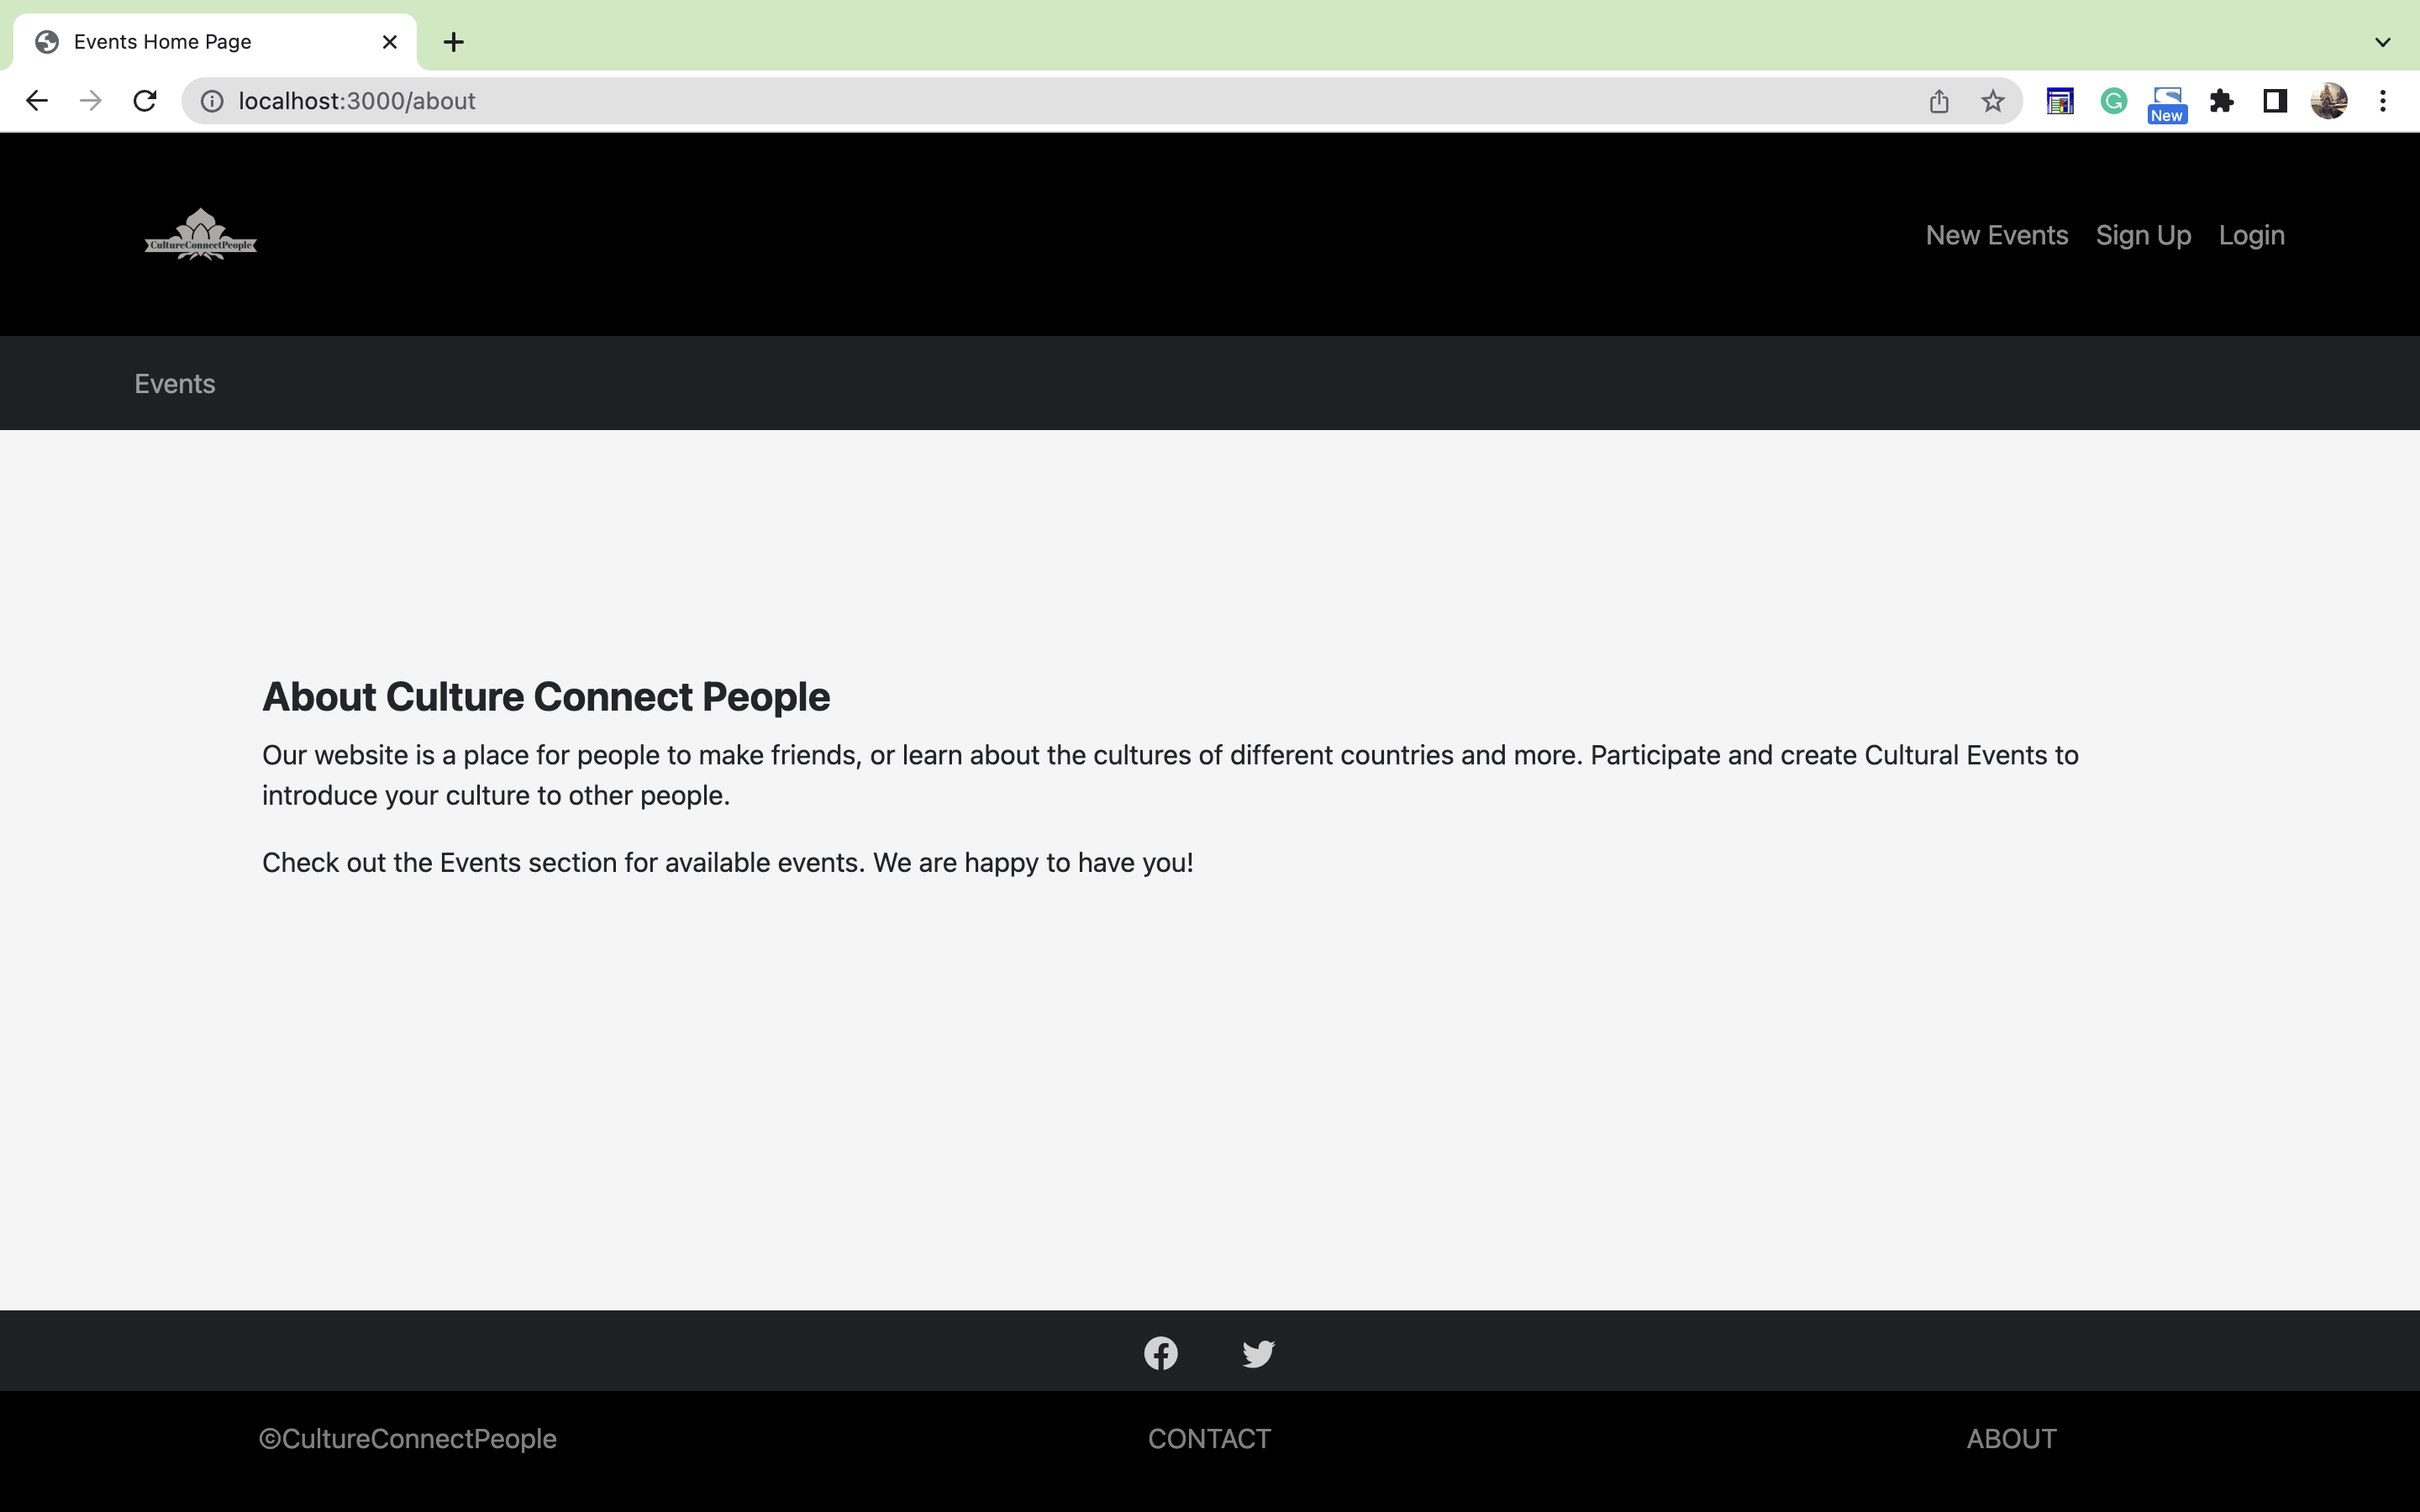 Events Home Page
localhost:3000/about
New
CultureConnectPeople
New Events Sign Up Login
Events
About Culture Connect People
Our website is a place for people to make friends, or learn about the cultures of different countries and more. Participate and create Cultural Events to
introduce your culture to other people.
Check out the Events section for available events. We are happy to have you!
©CultureConnectPeople CONTACT ABOUT